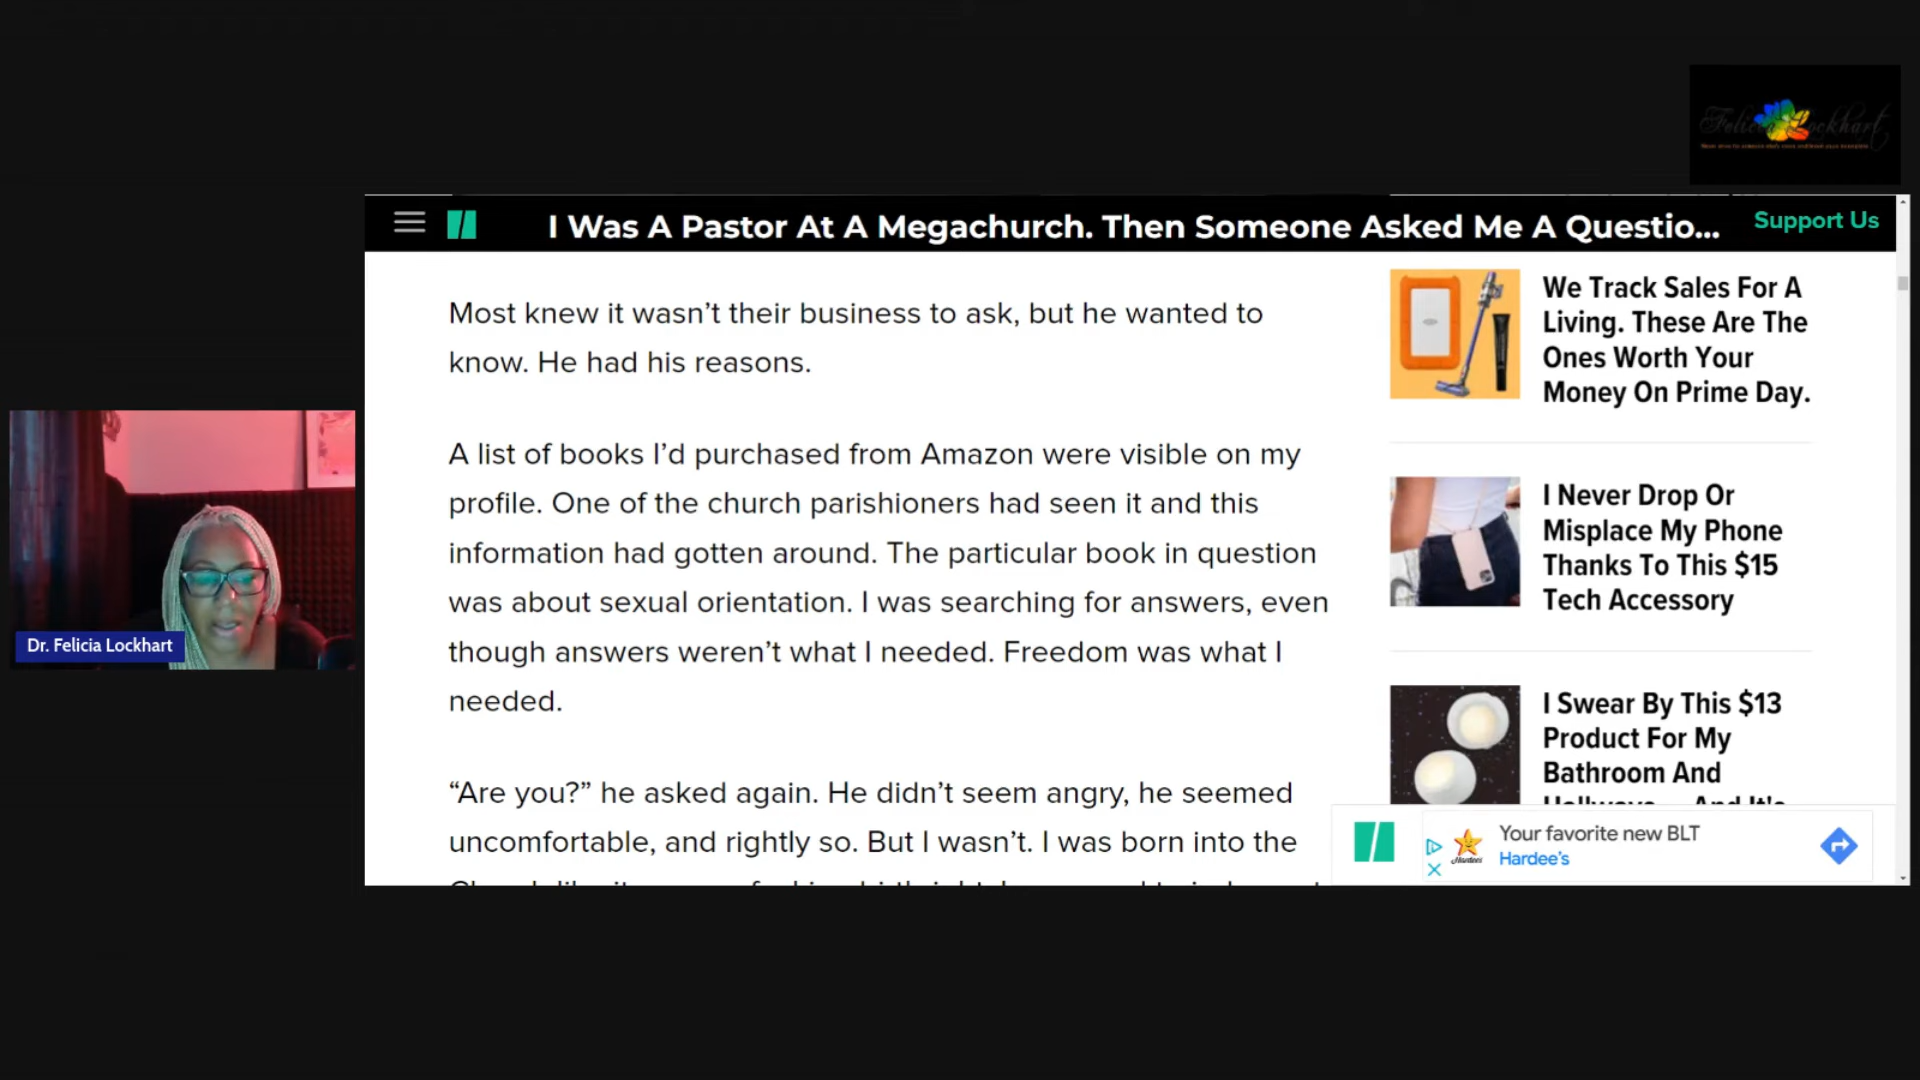 Felicia Lockhart
I Was A Pastor At A Megachurch. Then Someone Asked Me A Questio...
Support Us
Most knew it wasn’t their business to ask, but he wanted to
know. He had his reasons.
A list of books I’d purchased from Amazon were visible on my
profile. One of the church parishioners had seen it and this
information had gotten around. The particular book in question
was about sexual orientation. I was searching for answers, even
though answers weren’t what I needed. Freedom was what I
needed.
“Are you?” he asked again. He didn’t seem angry, he seemed
uncomfortable, and rightly so. But I wasn’t. I was born into the
We Track Sales For A
Living. These Are The
Ones Worth Your
Money On Prime Day.
I Never Drop Or
Misplace My Phone
Thanks To This $15
Tech Accessory
I Swear By This $13
Product For My
Bathroom And
Hallways And It's
Hardee's
Your favorite new BLT
Hardee's
Dr. Felicia Lockhart